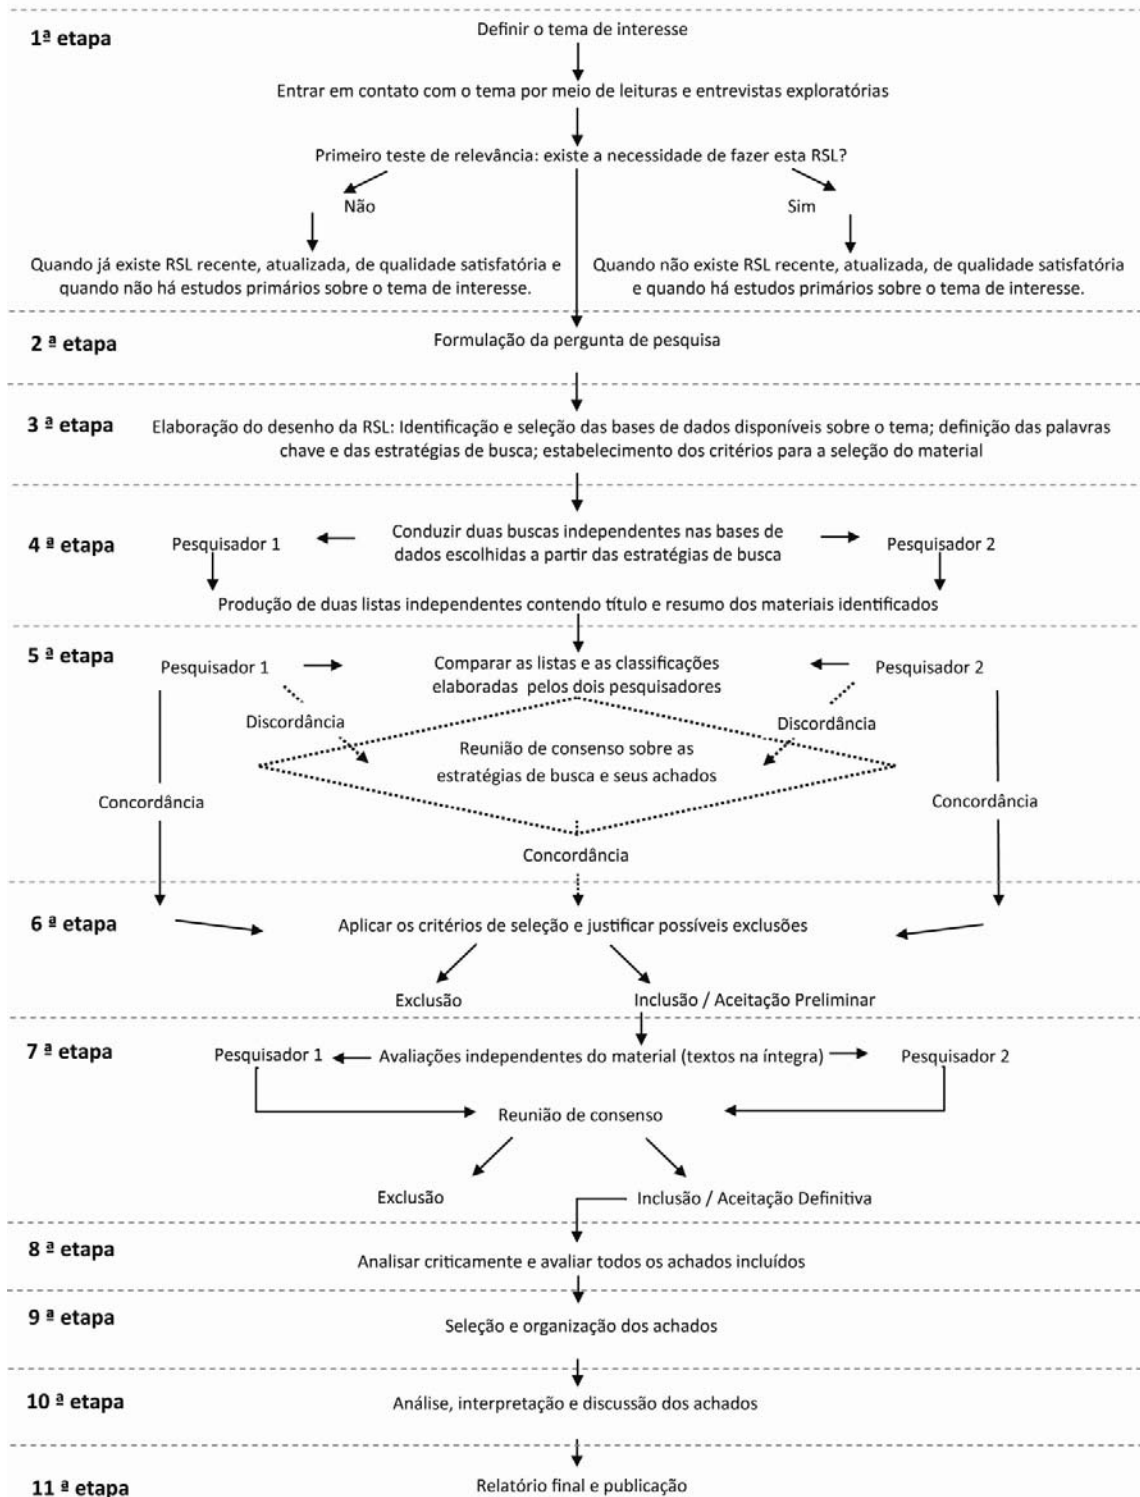 1ª etapa
Definir o tema de interesse
Entrar em contato com o tema por meio de leituras e entrevistas exploratórias
Primeiro teste de relevância: existe a necessidade de fazer esta RSL?
Não
Sim
Quando já existe RSL recente, atualizada, de qualidade satisfatória e
quando não há estudos primários sobre o tema de interesse.
Quando não existe RSL recente, atualizada, de qualidade satisfatória
e quando há estudos primários sobre o tema de interesse.
2 ª etapa
Formulação da pergunta de pesquisa
3 ª etapa
Elaboração do desenho da RSL: Identificação e seleção das bases de dados disponíveis sobre o tema; definição das palavras
chave e das estratégias de busca; estabelecimento dos critérios para a seleção do material
4 ª etapa
Pesquisador 1
Conduzir duas buscas independentes nas bases de
dados escolhidas a partir das estratégias de busca
Pesquisador 2
Produção de duas listas independentes contendo título e resumo dos materiais identificados
5 ª etapa
Pesquisador 1
Comparar as listas e as classificações
elaboradas pelos dois pesquisadores
Pesquisador 2
Discordância
Discordância
Reunião de consenso sobre as
estratégias de busca e seus achados
Concordância
Concordância
Concordância
6 ª etapa
Aplicar os critérios de seleção e justificar possíveis exclusões
Exclusão
Inclusão / Aceitação Preliminar
7 ª etapa
Pesquisador 1
Avaliações independentes do material (textos na íntegra)
Pesquisador 2
Reunião de consenso
Exclusão
Inclusão / Aceitação Definitiva
8 ª etapa
Analisar criticamente e avaliar todos os achados incluídos
9 ª etapa
Seleção e organização dos achados
10 ª etapa
Análise, interpretação e discussão dos achados
11 ª etapa
Relatório final e publicação